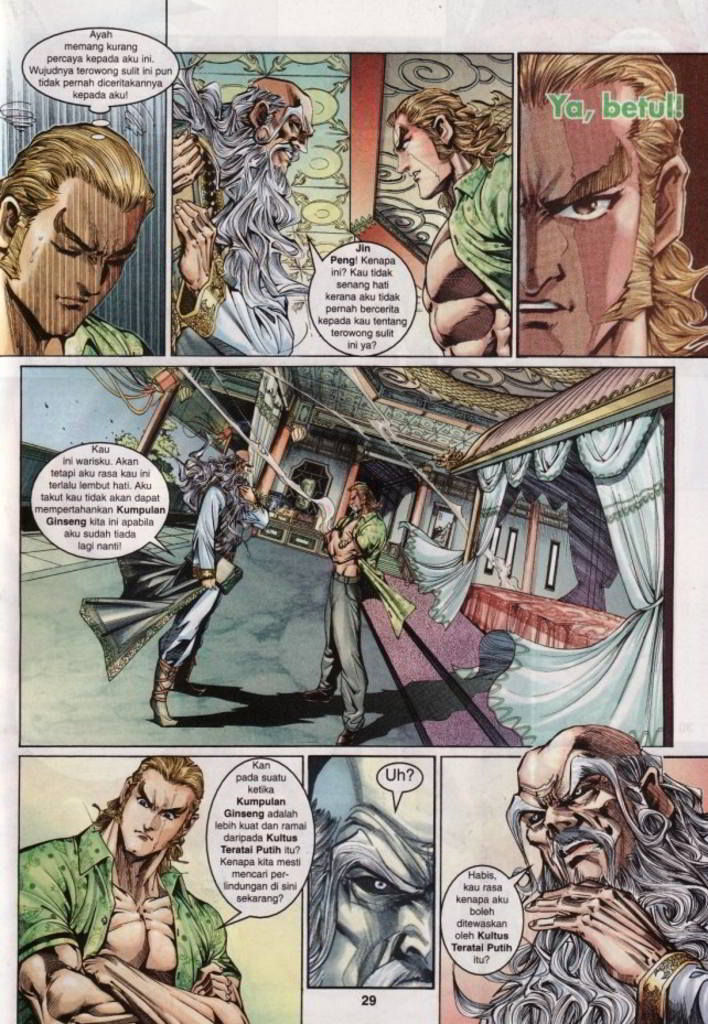 Ayah
memang kurang
percaya kepada aku ini.
Wujudnya terowong sulit ini pun
tidak pernah diceritakannya
kepada aku!
Jin
Peng! Kenapa
ini? Kau tidak
senang hati
kerana aku tidak
pernah bercerita
kepada kau tentang
terowong sulit
ini ya?
Ya, betul!
Kau
ini warisku. Akan
tetapi aku rasa kau ini
terlalu lembut hati. Aku
takut kau tidak akan dapat
mempertahankan Kumpulan
Ginseng kita ini apabila
aku sudah tiada
lagi nanti!
Kan
pada suatu
ketika
Kumpulan
Ginseng adalah
lebih kuat dan ramai
daripada Kultus
Teratai Putih itu?
Kenapa kita mesti
mencari per-
lindungan di sini
sekarang?
Uh?
Habis,
kau rasa
kenapa aku
boleh
ditewaskan
oleh Kultus
Teratai Putih
itu?
29